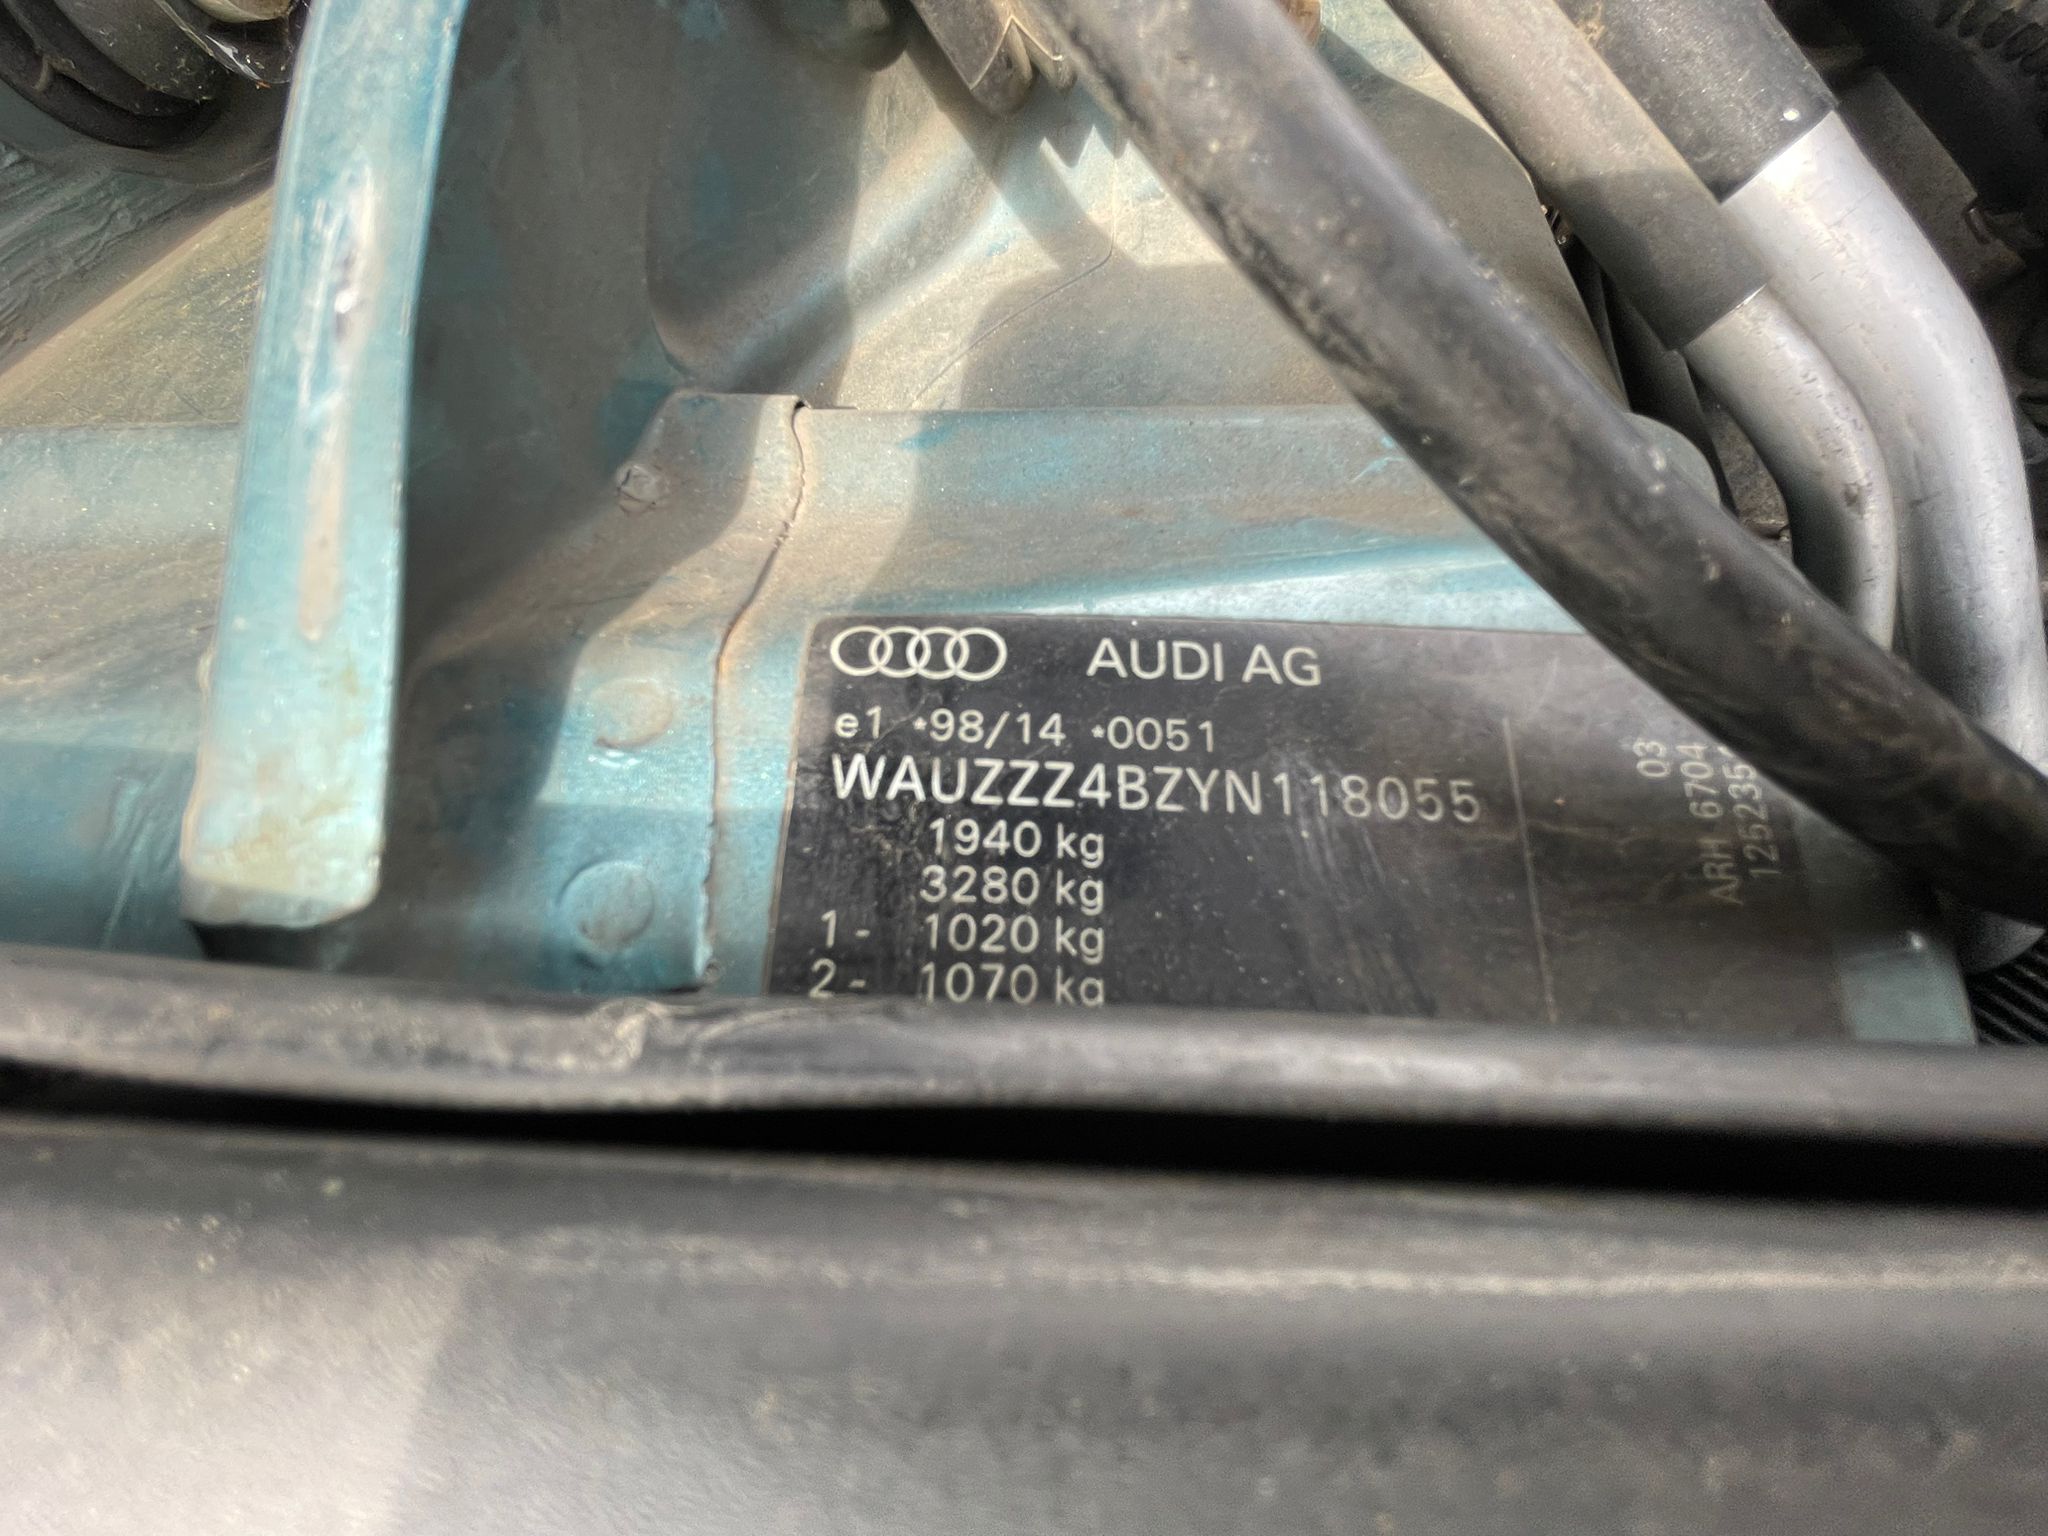 AUDI AG
e1 *98/14 *0051
WAUZZZ4BZYN118055
1940 kg
3280 kg
1- 1020 kg
2- 1070 kg
03
ARH 6704